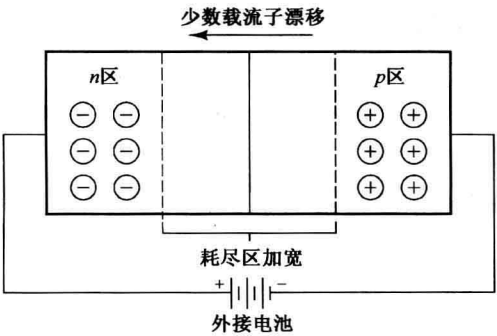 少数载流子漂移
n区 p区
− − + +
− − + +
− − + +
耗尽区加宽
+ −
外接电池